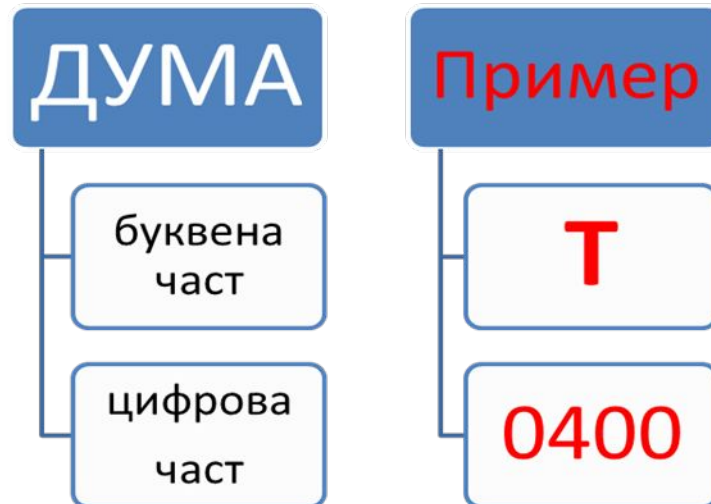 ДУМА
буквена
част
цифрова
част
Пример
Т
0400